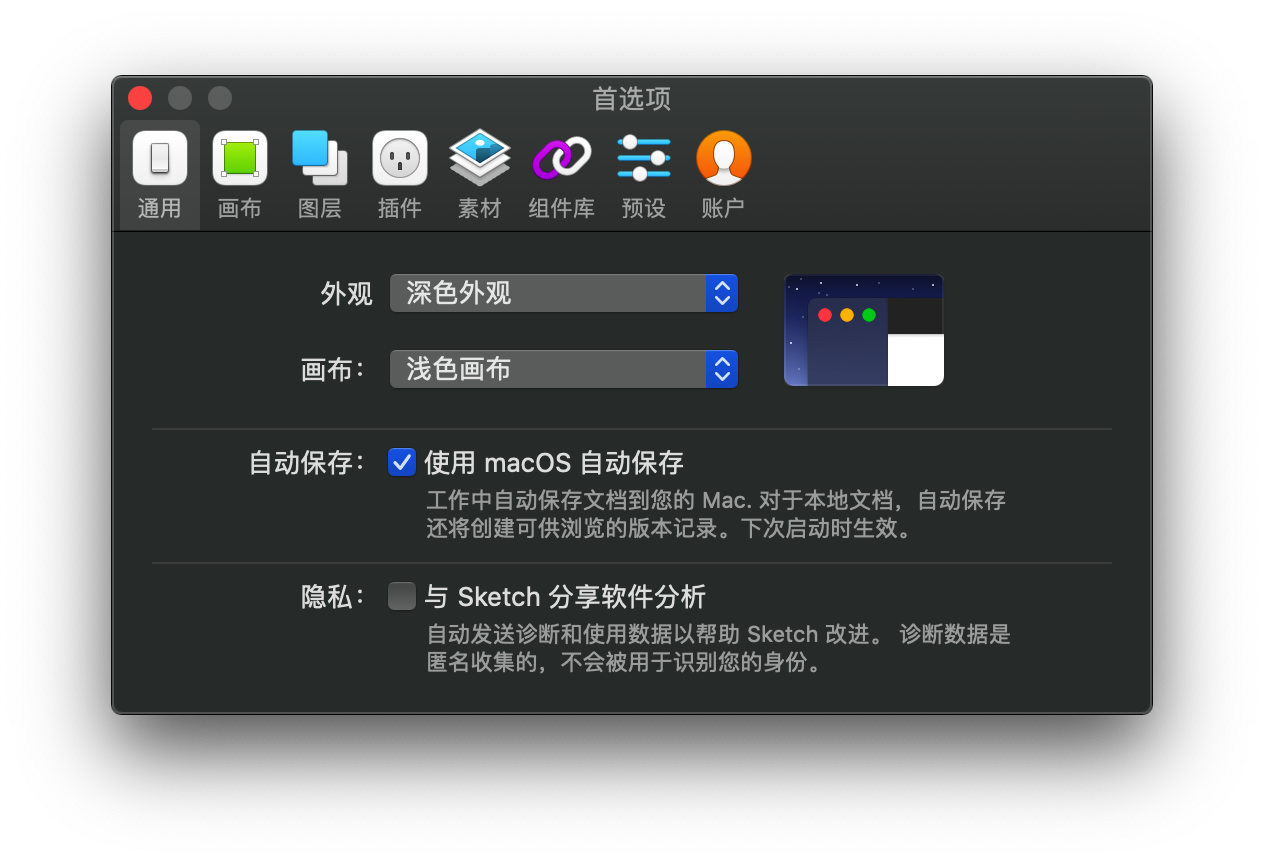 首选项
通用 画布 图层 插件 素材 组件库 预设 账户
外观 深色外观
画布： 浅色画布
自动保存： 使用 macOS 自动保存
工作中自动保存文档到您的 Mac. 对于本地文档，自动保存
还将创建可供浏览的版本记录。下次启动时生效。
隐私： 与 Sketch 分享软件分析
自动发送诊断和使用数据以帮助 Sketch 改进。 诊断数据是
匿名收集的，不会被用于识别您的身份。